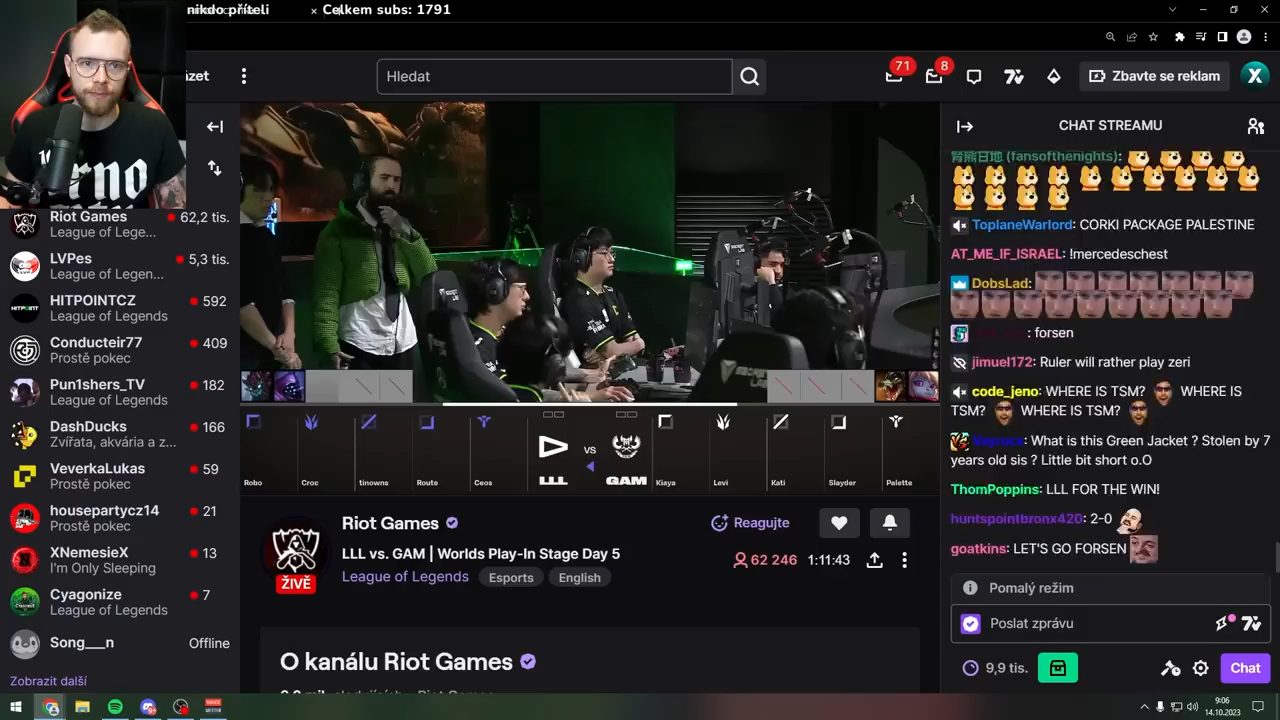 nikdo příteli
× Celkem subs: 1791
ázet
Hledat
71
8
Zbavte se reklam
X
Riot Games
62,2 tis.
League of Lege...
LVPes
5,3 tis.
League of Legen...
HITPOINTCZ
592
League of Legends
Conducteir77
409
Prostě pokec
Pun1shers_TV
182
League of Legends
DashDucks
166
Zvířata, akvária a z...
VeverkaLukas
59
Prostě pokec
housepartycz14
21
Prostě pokec
XNemesieX
13
I'm Only Sleeping
Cyagonize
7
League of Legends
Song___n
Offline
Zobrazit další
Robo
Croc
tinowns
Route
Ceos
LLL
VS
GAM
Kiaya
Levi
Kati
Slayder
Palette
Riot Games
Reagujte
LLL vs. GAM | Worlds Play-In Stage Day 5
62 246
1:11:43
League of Legends
Esports
English
ŽIVĚ
O kanálu Riot Games
CHAT STREAMU
(fansofthenights):
ToplaneWarlord: CORKI PACKAGE PALESTINE
AT_ME_IF_ISRAEL: !mercedeschest
DobsLad:
: forsen
jimuel172: Ruler will rather play zeri
code_jeno: WHERE IS TSM? WHERE IS
TSM? WHERE IS TSM?
: What is this Green Jacket ? Stolen by 7
years old sis ? Little bit short o.O
ThornPoppins: LLL FOR THE WIN!
huntspointbronx420: 2-0
goatkins: LET'S GO FORSEN
Pomalý režim
Poslat zprávu
9,9 tis.
Chat
9:06
14.10.2023